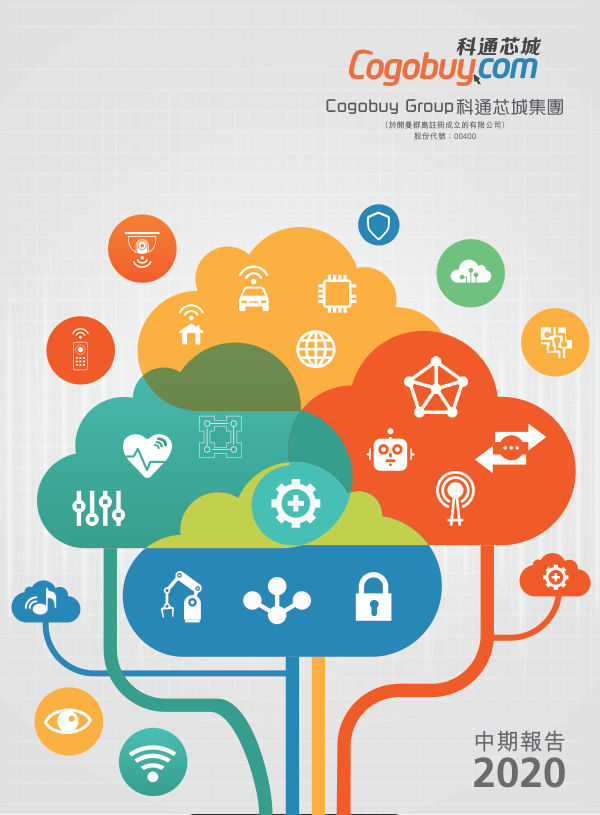 科通芯城
Cogobuy.com
Cogobuy Group 科通芯城集團
(於開曼群島註冊成立的有限公司)
股份代號：00400
中期報告
2020